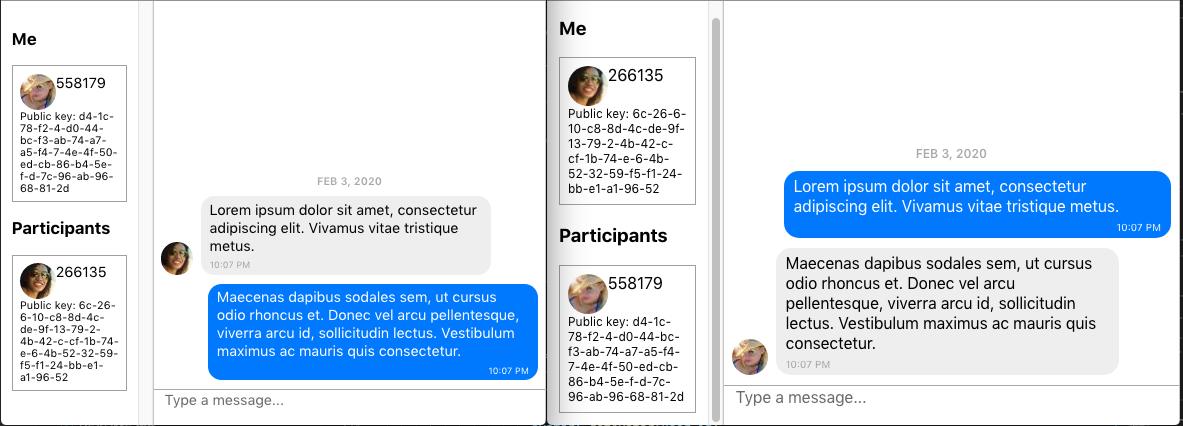 Me
558179
Public key: d4-1c-
78-f2-4-d0-44-
bc-f3-ab-74-a7-
a5-f4-7-4e-4f-50-
ed-cb-86-b4-5e-
f-d-7c-96-ab-96-
68-81-2d
Participants
266135
Public key: 6c-26-
6-10-c8-8d-4c-
de-9f-13-79-2-
4b-42-c-cf-1b-74-
e-6-4b-52-32-59-
f5-f1-24-bb-e1-
a1-96-52
FEB 3, 2020
Lorem ipsum dolor sit amet, consectetur
adipiscing elit. Vivamus vitae tristique
metus.
10:07 PM
Maecenas dapibus sodales sem, ut cursus
odio rhoncus et. Donec vel arcu pellentesque,
viverra arcu id, sollicitudin lectus. Vestibulum
maximus ac mauris quis consectetur.
10:07 PM
Type a message...
Me
266135
Public key: 6c-26-6-
10-c8-8d-4c-de-9f-
13-79-2-4b-42-c-
cf-1b-74-e-6-4b-
52-32-59-f5-f1-24-
bb-e1-a1-96-52
Participants
558179
Public key: d4-1c-
78-f2-4-d0-44-bc-
f3-ab-74-a7-a5-f4-
7-4e-4f-50-ed-cb-
86-b4-5e-f-d-7c-
96-ab-96-68-81-2d
FEB 3, 2020
Lorem ipsum dolor sit amet, consectetur
adipiscing elit. Vivamus vitae tristique metus.
10:07 PM
Maecenas dapibus sodales sem, ut cursus
odio rhoncus et. Donec vel arcu
pellentesque, viverra arcu id, sollicitudin
lectus. Vestibulum maximus ac mauris quis
consectetur.
10:07 PM
Type a message...